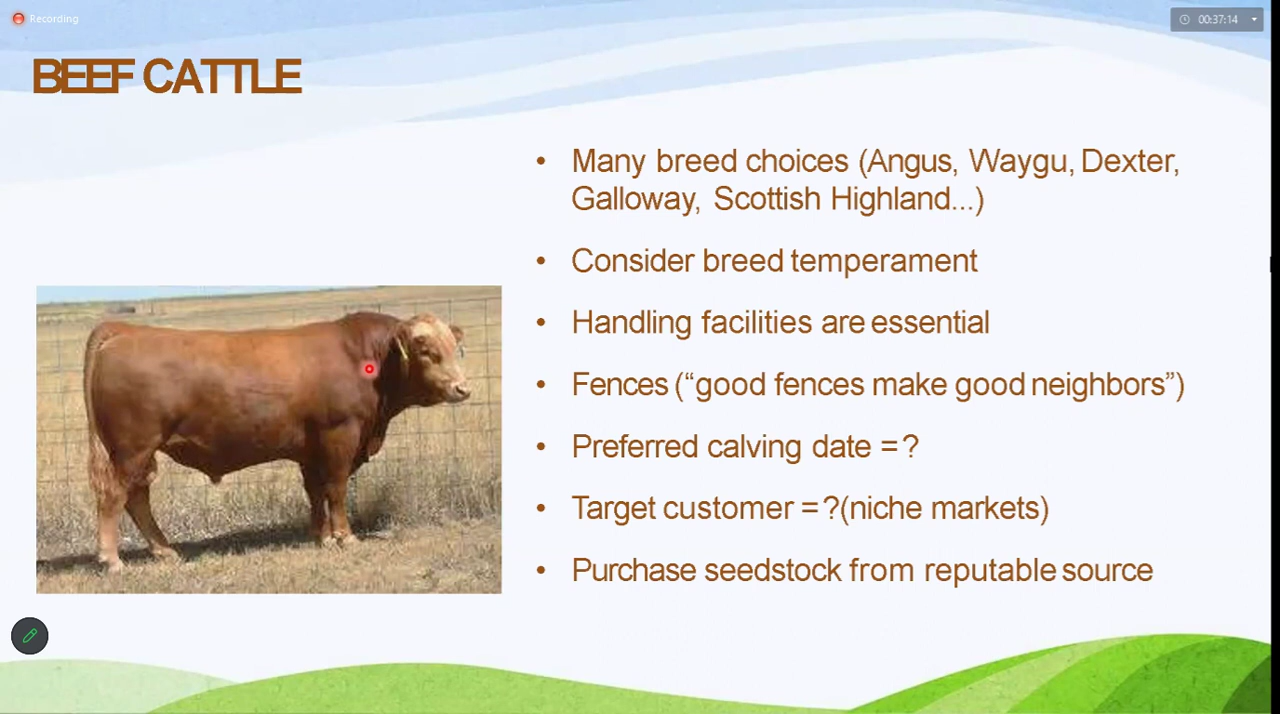 Recording
00:37:14
BEEF CATTLE
• Many breed choices (Angus, Waygu, Dexter,
Galloway, Scottish Highland...)
• Consider breed temperament
• Handling facilities are essential
• Fences (“good fences make good neighbors”)
• Preferred calving date = ?
• Target customer = ?(niche markets)
• Purchase seedstock from reputable source